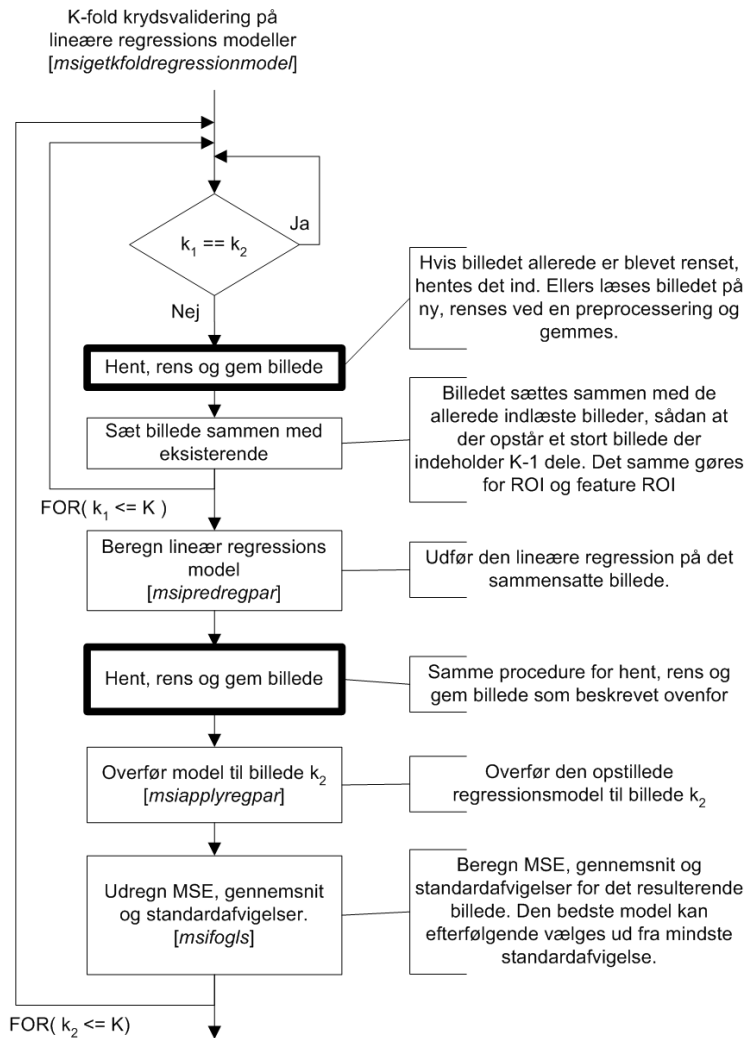 K-fold krydsvalidering på
lineære regressions modeller
[msigetkfoldregressionmodel]
Ja
k₁ == k₂
Nej
Hvis billedet allerede er blevet renset,
hentes det ind. Ellers læses billedet på
ny, renses ved en preprocessering og
gemmes.
Hent, rens og gem billede
Billedet sættes sammen med de
allerede indlæste billeder, sådan at
der opstår et stort billede der
indeholder K-1 dele. Det samme gøres
for ROI og feature ROI
Sæt billede sammen med
eksisterende
FOR( k₁ <= K )
Beregn lineær regressions
model
[msipredregpar]
Udfør den lineære regression på det
sammensatte billede.
Hent, rens og gem billede
Samme procedure for hent, rens og
gem billede som beskrevet ovenfor
Overfør model til billede k₂
[msiapplyregpar]
Overfør den opstillede
regressionsmodel til billede k₂
Udregn MSE, gennemsnit
og standardafvigelser.
[msifogls]
Beregn MSE, gennemsnit og
standardafvigelser for det resulterende
billede. Den bedste model kan
efterfølgende vælges ud fra mindste
standardafvigelse.
FOR( k₂ <= K)